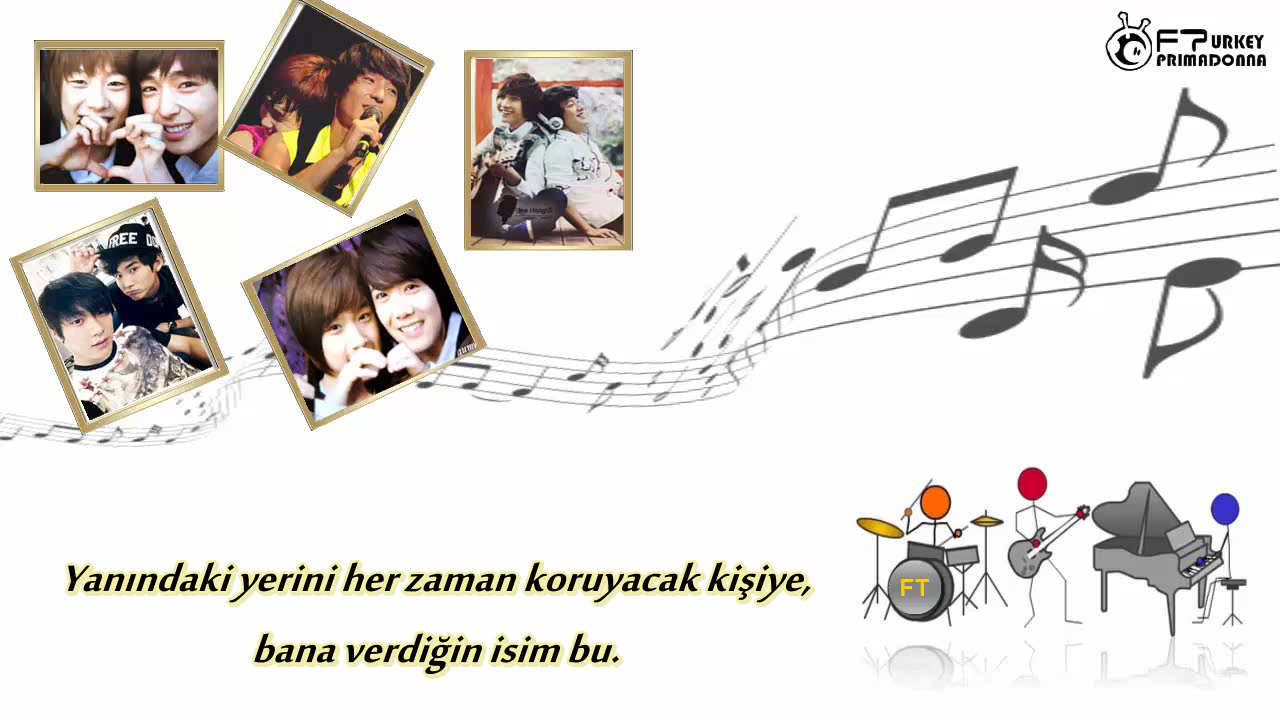 FTURKEY
PRIMADONNA
FREE
Yanındaki yerini her zaman koruyacak kişiye,
bana verdiğin isim bu.
FT